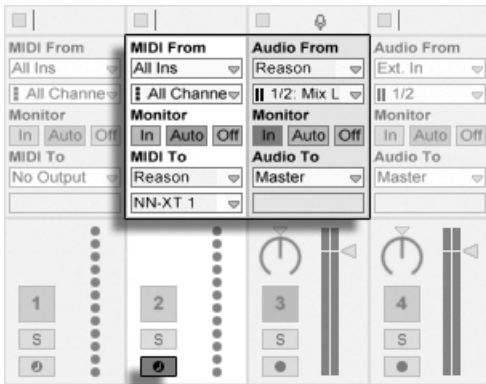 MIDI From MIDI From Audio From Audio From
All Ins All Ins Reason Ext. In
All Channe All Channe 1/2: Mix L 1/2
Monitor Monitor Monitor Monitor
In Auto Off In Auto Off In Auto Off In Auto Off
MIDI To MIDI To Audio To Audio To
No Output Reason Master Master
NN-XT 1
1 2 3 4
S S S S